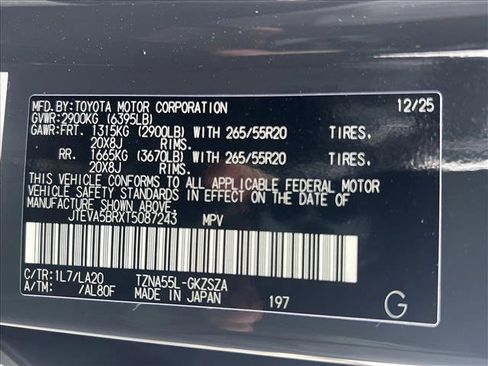 MFD. BY: TOYOTA MOTOR CORPORATION 12/25
GVWR: 2900KG (6395LB)
GAWR: FRT. 1315KG (2900LB) WITH 265/55R20 TIRES.
20X8J RIMS.
RR. 1665KG (3670LB) WITH 265/55R20 TIRES.
20X8J RIMS.
THIS VEHICLE CONFORMS TO ALL APPLICABLE FEDERAL MOTOR
VEHICLE SAFETY STANDARDS IN EFFECT ON THE DATE OF
MANUFACTURE SHOWN ABOVE.
JTEVA5BRXT5087243 MPV
C/TR: 1L7/LA20 TZNA55L-GKZSZA
A/TM: /AL80F MADE IN JAPAN 197 G